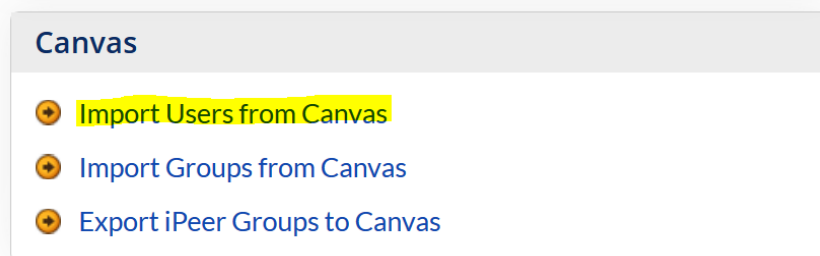 Canvas
Import Users from Canvas
Import Groups from Canvas
Export iPeer Groups to Canvas